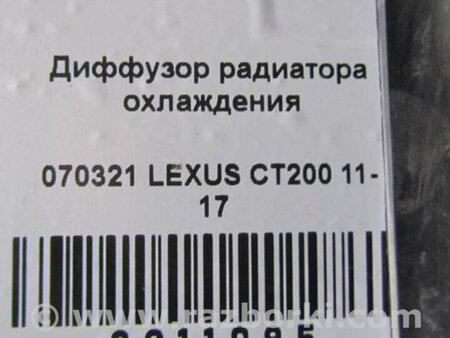 Диффузор радиатора
охлаждения
070321 LEXUS CT200 11-
17
© www.razborki.com